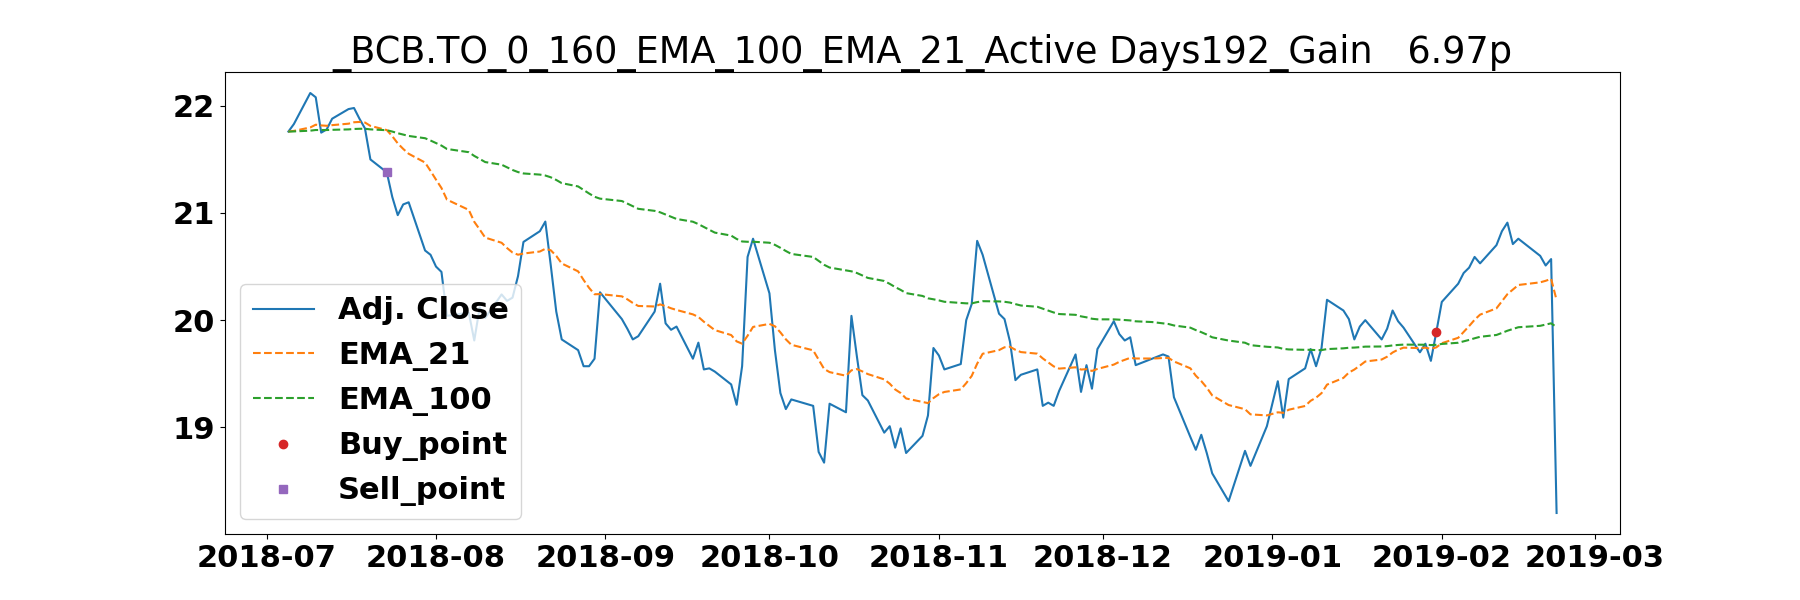 _BCB.TO_0_160_EMA_100_EMA_21_Active Days192_Gain   6.97p
22
21
20
19
Adj. Close
EMA_21
EMA_100
Buy_point
Sell_point
2018-07 2018-08 2018-09 2018-10 2018-11 2018-12 2019-01 2019-02 2019-03